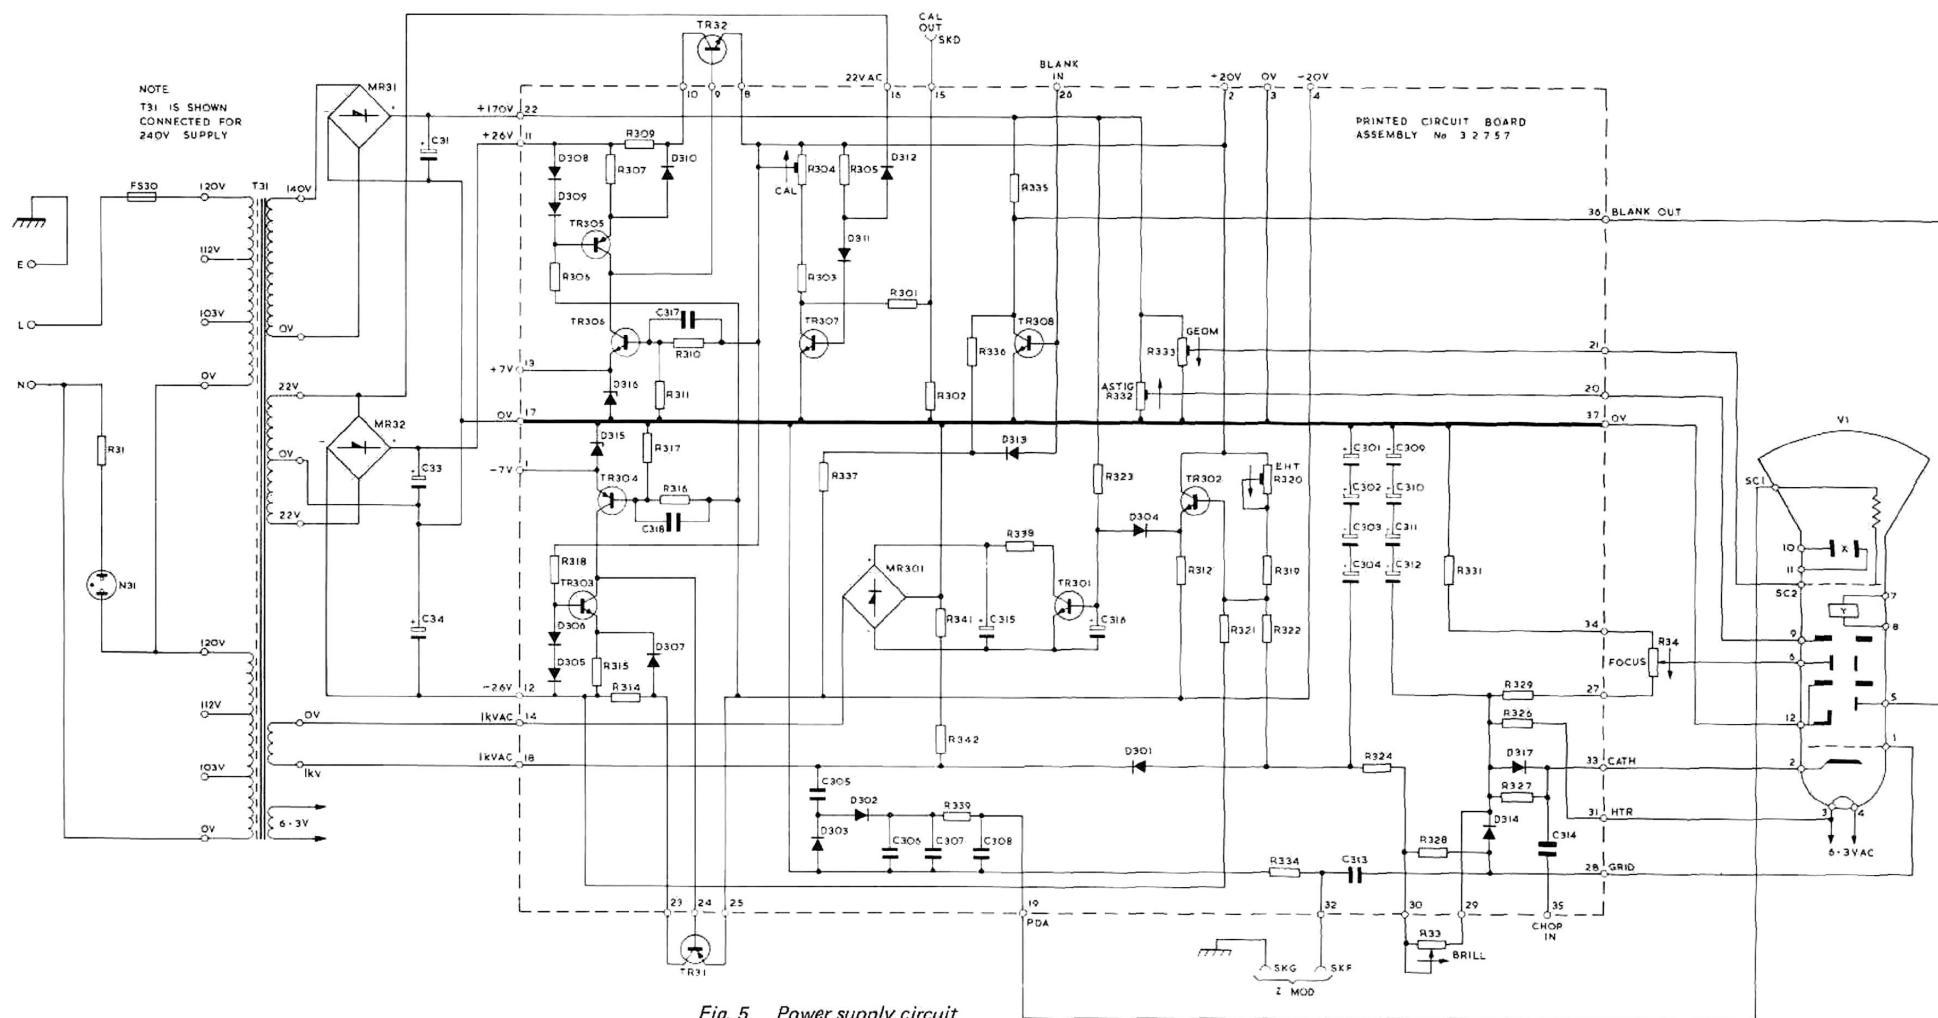 NOTE
T31 IS SHOWN
CONNECTED FOR
240V SUPPLY
PRINTED CIRCUIT BOARD
ASSEMBLY No 32757
TR32
CAL
OUT
SKD
BLANK
IN
22VAC
+20V
0V
-20V
10
9
8
16
15
26
2
3
4
MR31
+170V
22
+26V
11
C31
FS30
120V
T31
140V
112V
103V
0V
0V
E
L
N
R31
N31
120V
112V
103V
0V
22V
0V
22V
0V
1kV
6·3V
MR32
C33
C34
R309
D308
R307
D310
D309
TR305
R306
TR306
C317
R310
R311
+7V
13
D316
0V
17
D315
R317
-7V
1
TR304
R316
C318
R318
TR303
D306
D305
R315
D307
R314
-26V
12
1kVAC
14
1kVAC
18
CAL
R304
R305
D312
D311
R303
R301
TR307
R302
R335
TR308
R336
D313
R337
R323
GEOM
R333
ASTIG
R332
D304
TR302
EHT
R320
R312
R319
R321
R322
MR301
R338
TR301
R341
C315
C316
R342
D301
C305
D302
R339
D303
C306
C307
C308
C301
C309
C302
C310
C303
C311
C304
C312
R331
36
BLANK OUT
21
20
37
0V
34
R34
FOCUS
27
R329
R326
R324
D317
33
CATH
R327
31
HTR
D314
C314
R328
R334
C313
28
GRID
23
24
25
TR31
19
PDA
32
30
29
35
CHOP
IN
R33
BRILL
SKG
SKF
Z MOD
V1
SC1
10
X
11
SC2
7
Y
8
9
6
5
12
1
2
3
4
6·3VAC
Fig. 5 Power supply circuit